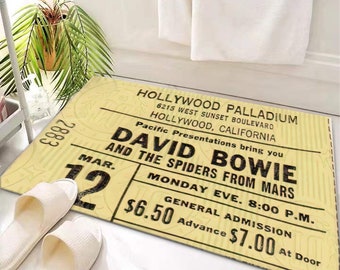 HOLLYWOOD PALLADIUM
6215 WEST SUNSET BOULEVARD
HOLLYWOOD, CALIFORNIA
Pacific Presentations bring you
DAVID BOWIE
AND THE SPIDERS FROM MARS
MONDAY EVE. 8:00 P.M.
GENERAL ADMISSION
$6.50 Advance $7.00 At Door
2883
MAR.
12